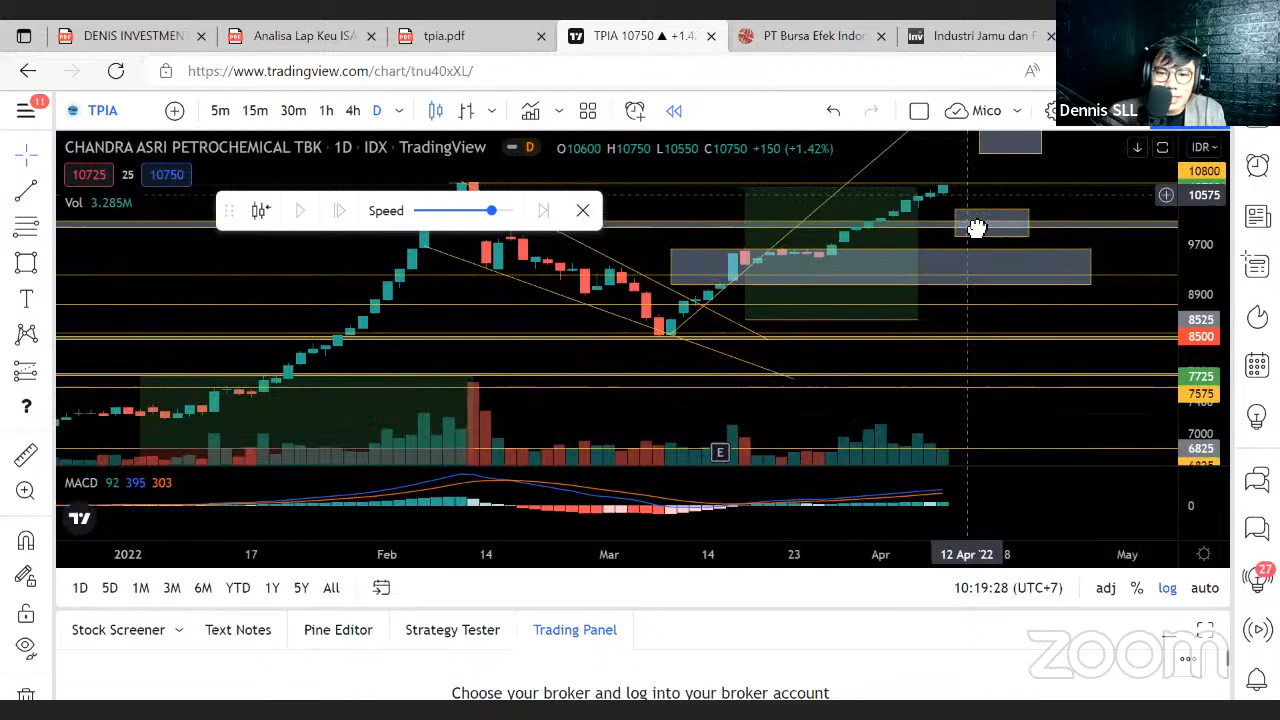 DENIS INVESTMEN
Analisa Lap Keu ISA
tpia.pdf
TPIA 10750 ▲ +1.4
PT Bursa Efek Indor
Industri Jamu dan F
https://www.tradingview.com/chart/tnu40xXL/
Dennis SLL
11
TPIA
5m 15m 30m 1h 4h D
Mico
CHANDRA ASRI PETROCHEMICAL TBK · 1D · IDX · TradingView
D
O10600 H10750 L10550 C10750 +150 (+1.42%)
IDR
10725 25 10750
Vol 3.285M
Speed
10800
10575
9700
8900
8525
8500
7725
7575
7000
6825
E
MACD 92 395 303
0
2022 17 Feb 14 Mar 14 23 Apr 12 Apr '22 8 May
1D 5D 1M 3M 6M YTD 1Y 5Y All
10:19:28 (UTC+7) adj % log auto
27
Stock Screener Text Notes Pine Editor Strategy Tester Trading Panel
zoom
Choose your broker and log into your broker account